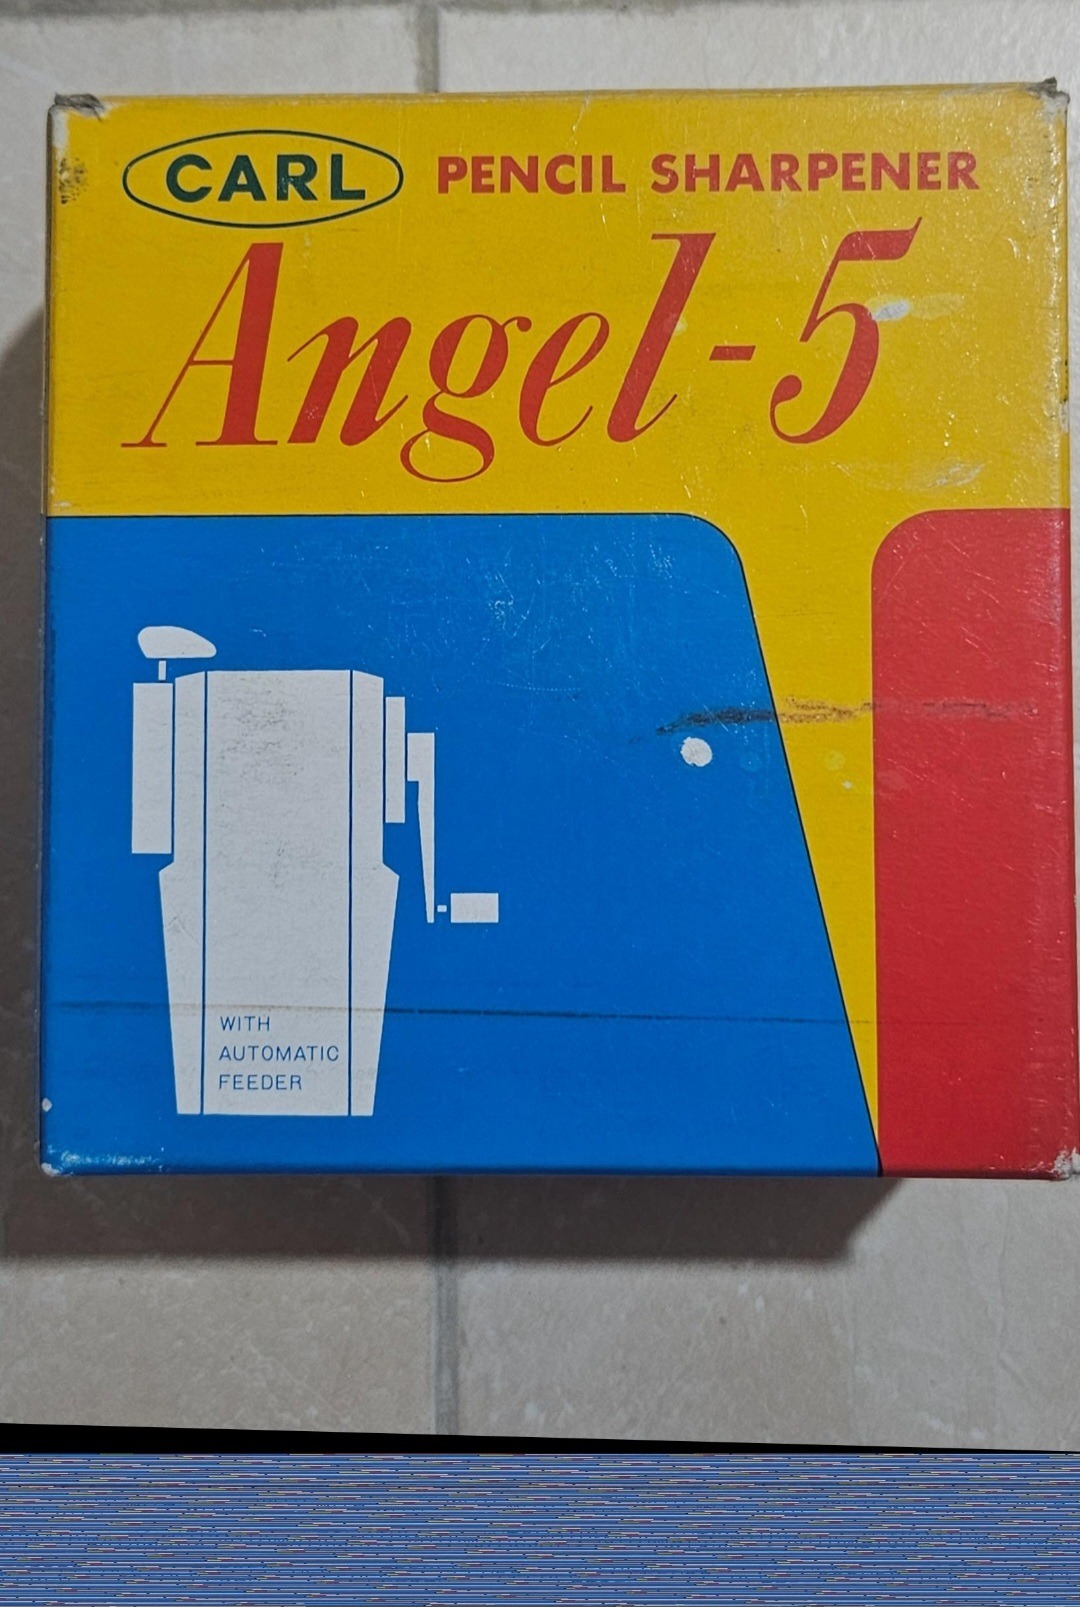 CARL PENCIL SHARPENER
Angel-5
WITH
AUTOMATIC
FEEDER